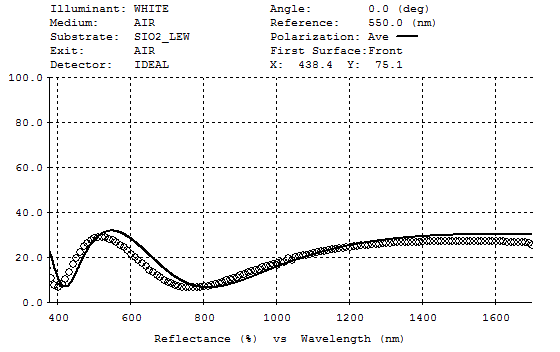 Illuminant: WHITE Angle: 0.0 (deg)
Medium: AIR Reference: 550.0 (nm)
Substrate: SIO2_LEW Polarization: Ave
Exit: AIR First Surface:Front
Detector: IDEAL X: 438.4 Y: 75.1
100.0
80.0
60.0
40.0
20.0
0.0
400 600 800 1000 1200 1400 1600
Reflectance (%) vs Wavelength (nm)